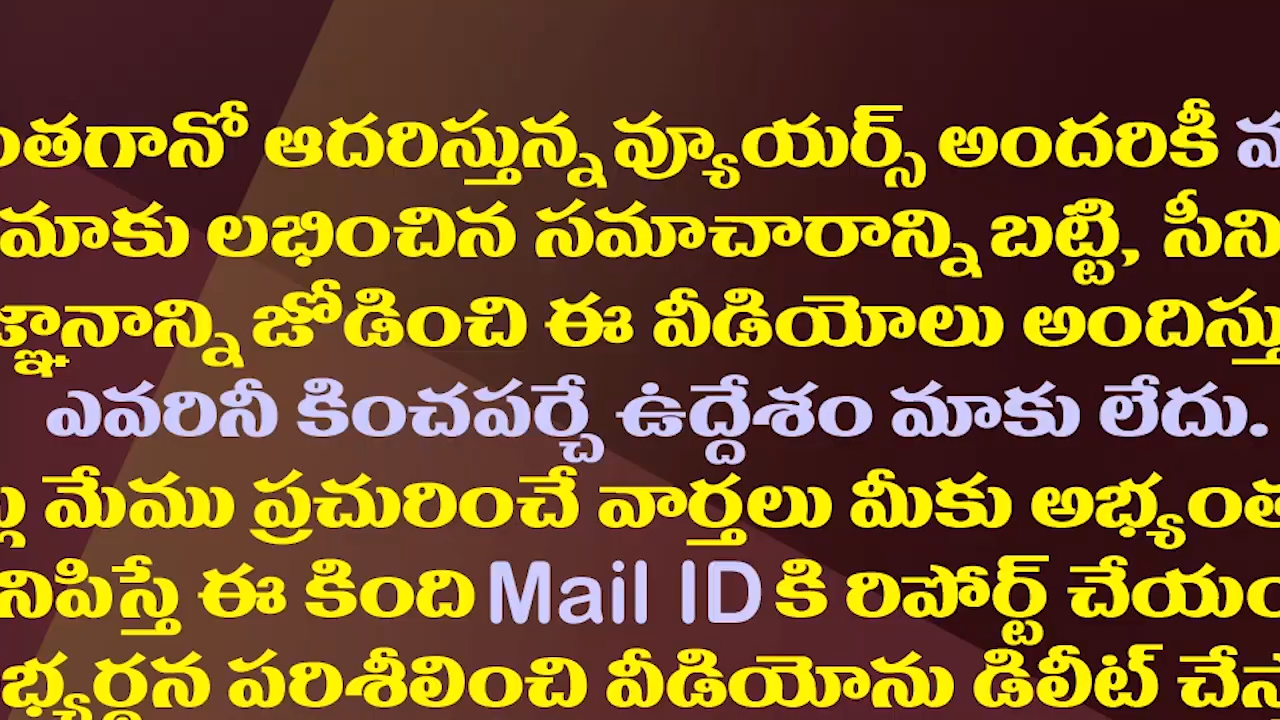 ంతగానో ఆదరిస్తున్న వ్యూయర్స్ అందరికీ
మాకు లభించిన సమాచారాన్ని బట్టి, సీని
జ్ఞానాన్ని జోడించి ఈ వీడియోలు అందిస్తు
ఎవరినీ కించపర్చే ఉద్దేశం మాకు లేదు.
మేము ప్రచురించే వార్తలు మీకు అభ్యంత
నిపిస్తే ఈ కింది Mail ID కి రిపోర్ట్ చేయం
భ్యర్థన పరిశీలించి వీడియోను డిలీట్ చేస